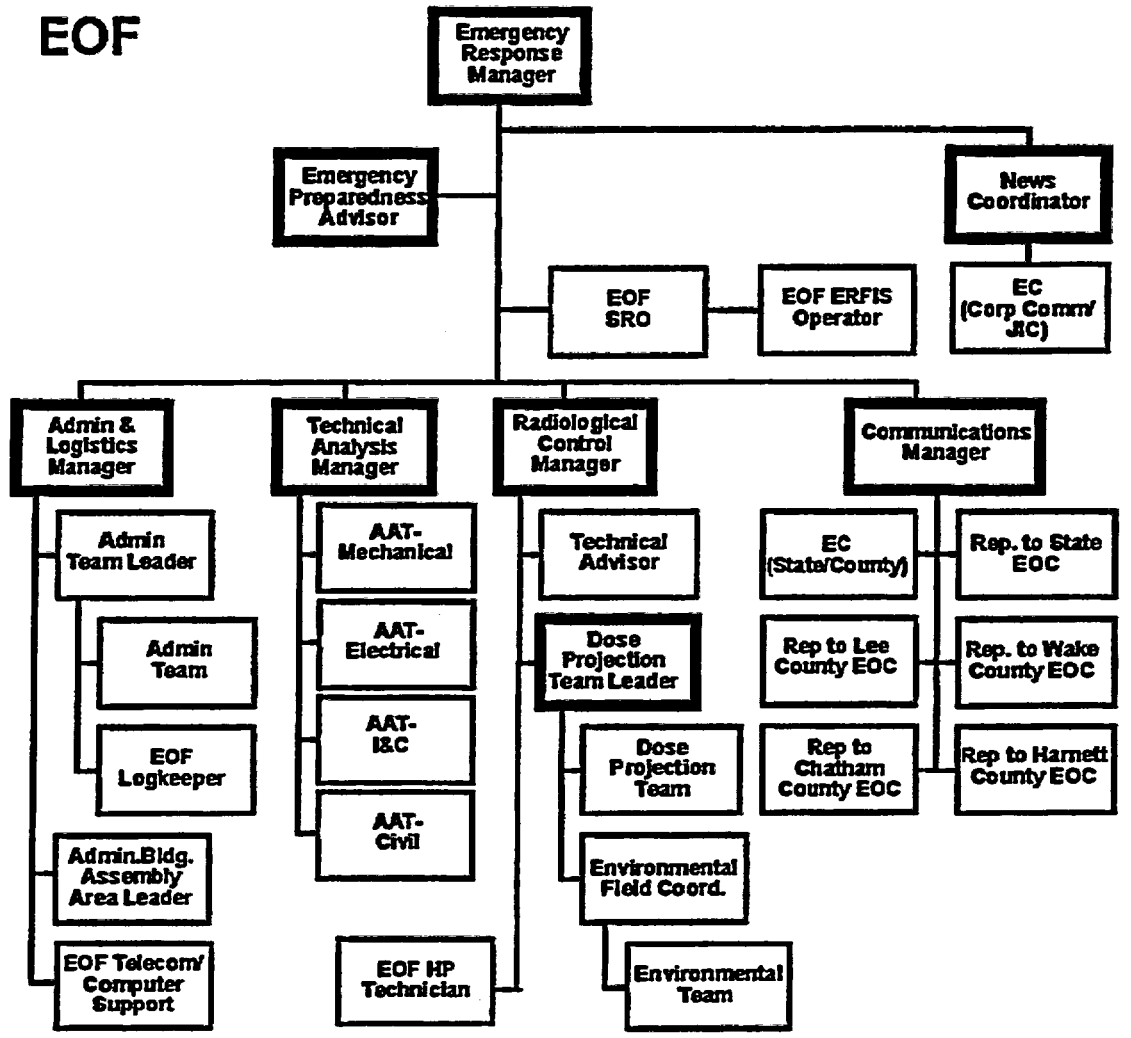 EOF
Emergency
Response
Manager
Emergency
Preparedness
Advisor
News
Coordinator
EOF
SRO
EOF ERFIS
Operator
EC
(Corp Comm/
JIC)
Admin &
Logistics
Manager
Technical
Analysis
Manager
Radiological
Control
Manager
Communications
Manager
Admin
Team Leader
AAT-
Mechanical
Technical
Advisor
EC
(State/County)
Rep. to State
EOC
Admin
Team
AAT-
Electrical
Dose
Projection
Team Leader
Rep to Lee
County EOC
Rep. to Wake
County EOC
EOF
Logkeeper
AAT-
I&C
Dose
Projection
Team
Rep to
Chatham
County EOC
Rep to Harnett
County EOC
Admin.Bldg.
Assembly
Area Leader
AAT-
Civil
Environmental
Field Coord.
EOF Telecom/
Computer
Support
EOF HP
Technician
Environmental
Team